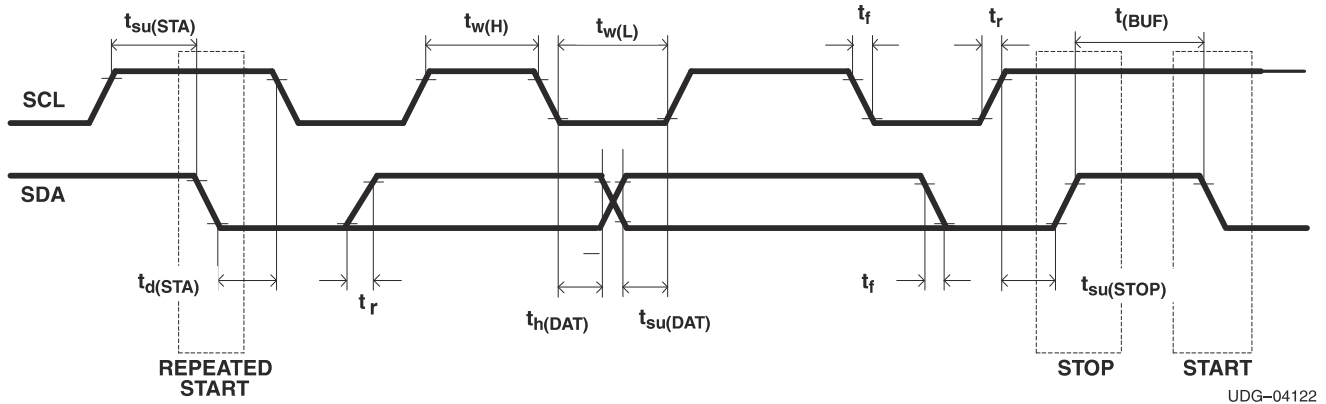 tsu(STA)
tw(H)
tw(L)
tf
tr
t(BUF)
SCL
SDA
td(STA)
tr
th(DAT)
tsu(DAT)
tf
tsu(STOP)
REPEATED
START
STOP
START
UDG–04122